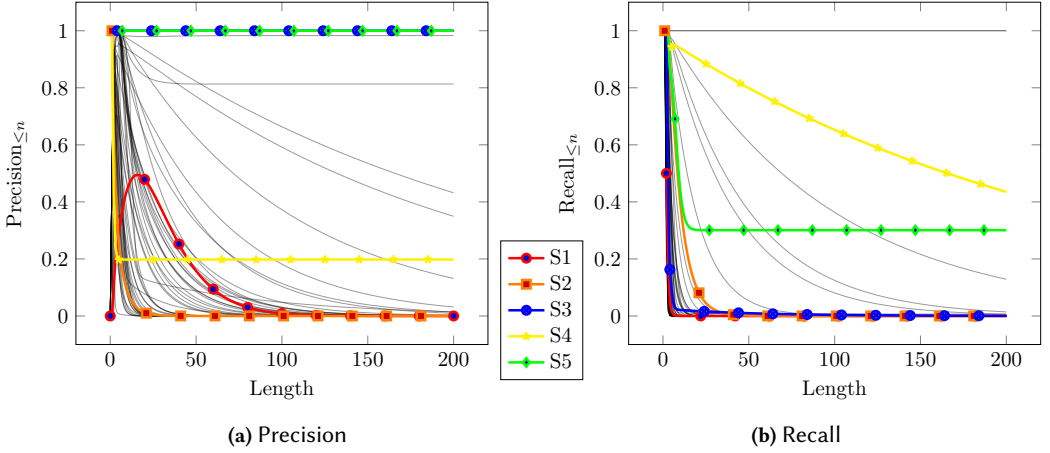 1
0.8
0.6
0.4
0.2
0
Precision≤n
0 50 100 150 200
Length
(a) Precision
S1
S2
S3
S4
S5
1
0.8
0.6
0.4
0.2
0
Recall≤n
0 50 100 150 200
Length
(b) Recall